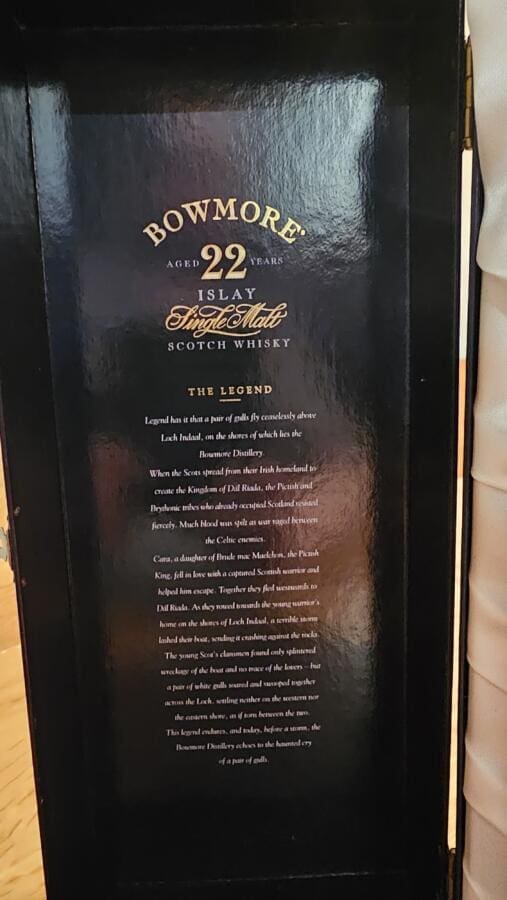 BOWMORE®
AGED 22 YEARS
ISLAY
Single Malt
SCOTCH WHISKY
THE LEGEND
Legend has it that a pair of gulls fly ceaselessly above
Loch Indaal, on the shores of which lies the
Bowmore Distillery.
When the Scots spread from their Irish homeland to
create the Kingdom of Dál Riada, the Pictish and
Brythonic tribes who already occupied Scotland resisted
fiercely. Much blood was spilt as war raged between
the Celtic enemies.
Cara, a daughter of Brude mac Maelchon, the Pictish
King, fell in love with a captured Scottish warrior and
helped him escape. Together they fled westwards to
Dál Riada. As they rowed towards the young warrior's
home on the shores of Loch Indaal, a terrible storm
lashed their boat, sending it crashing against the rocks.
The young Scot's clansmen found only splintered
wreckage of the boat and no trace of the lovers – but
a pair of white gulls soared and swooped together
across the Loch, settling neither on the western nor
the eastern shore, as if torn between the two.
This legend endures, and today, before a storm, the
Bowmore Distillery echoes to the haunted cry
of a pair of gulls.